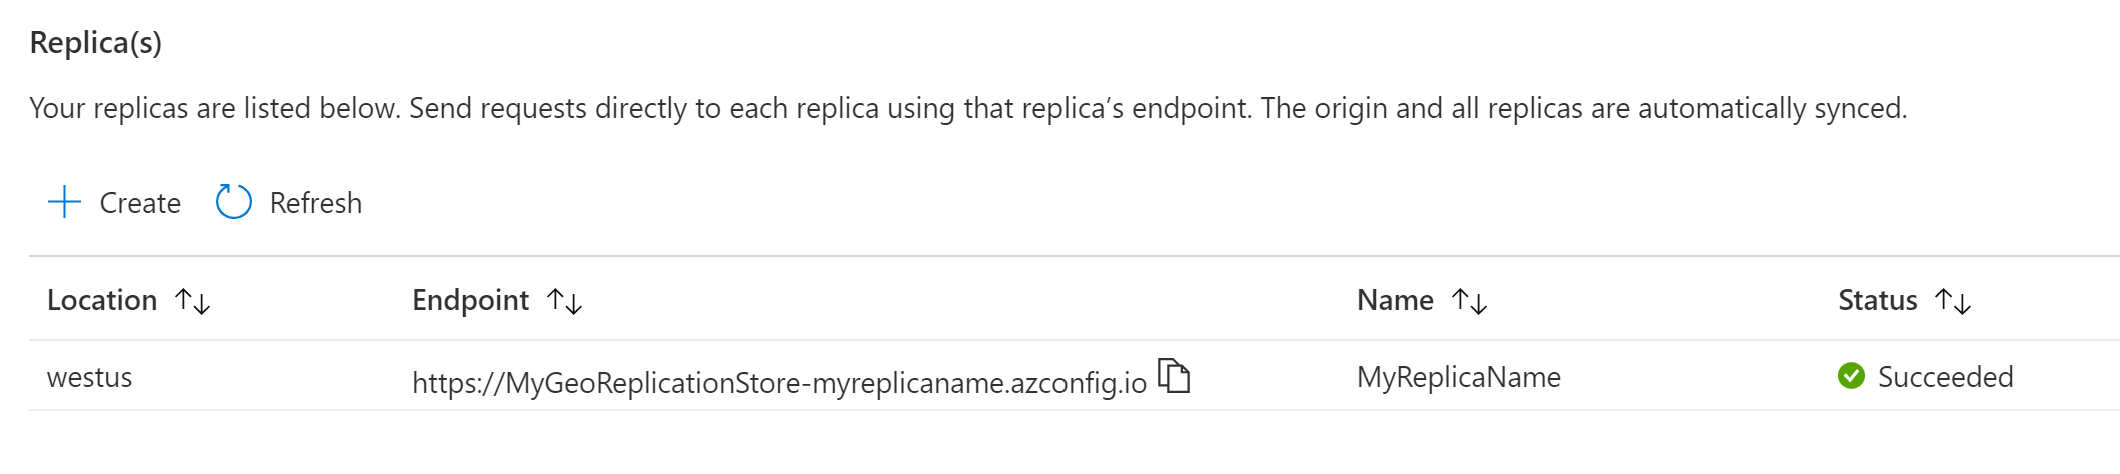 Replica(s)
Your replicas are listed below. Send requests directly to each replica using that replica’s endpoint. The origin and all replicas are automatically synced.
Create Refresh
Location Endpoint Name Status
westus https://MyGeoReplicationStore-myreplicaname.azconfig.io MyReplicaName Succeeded